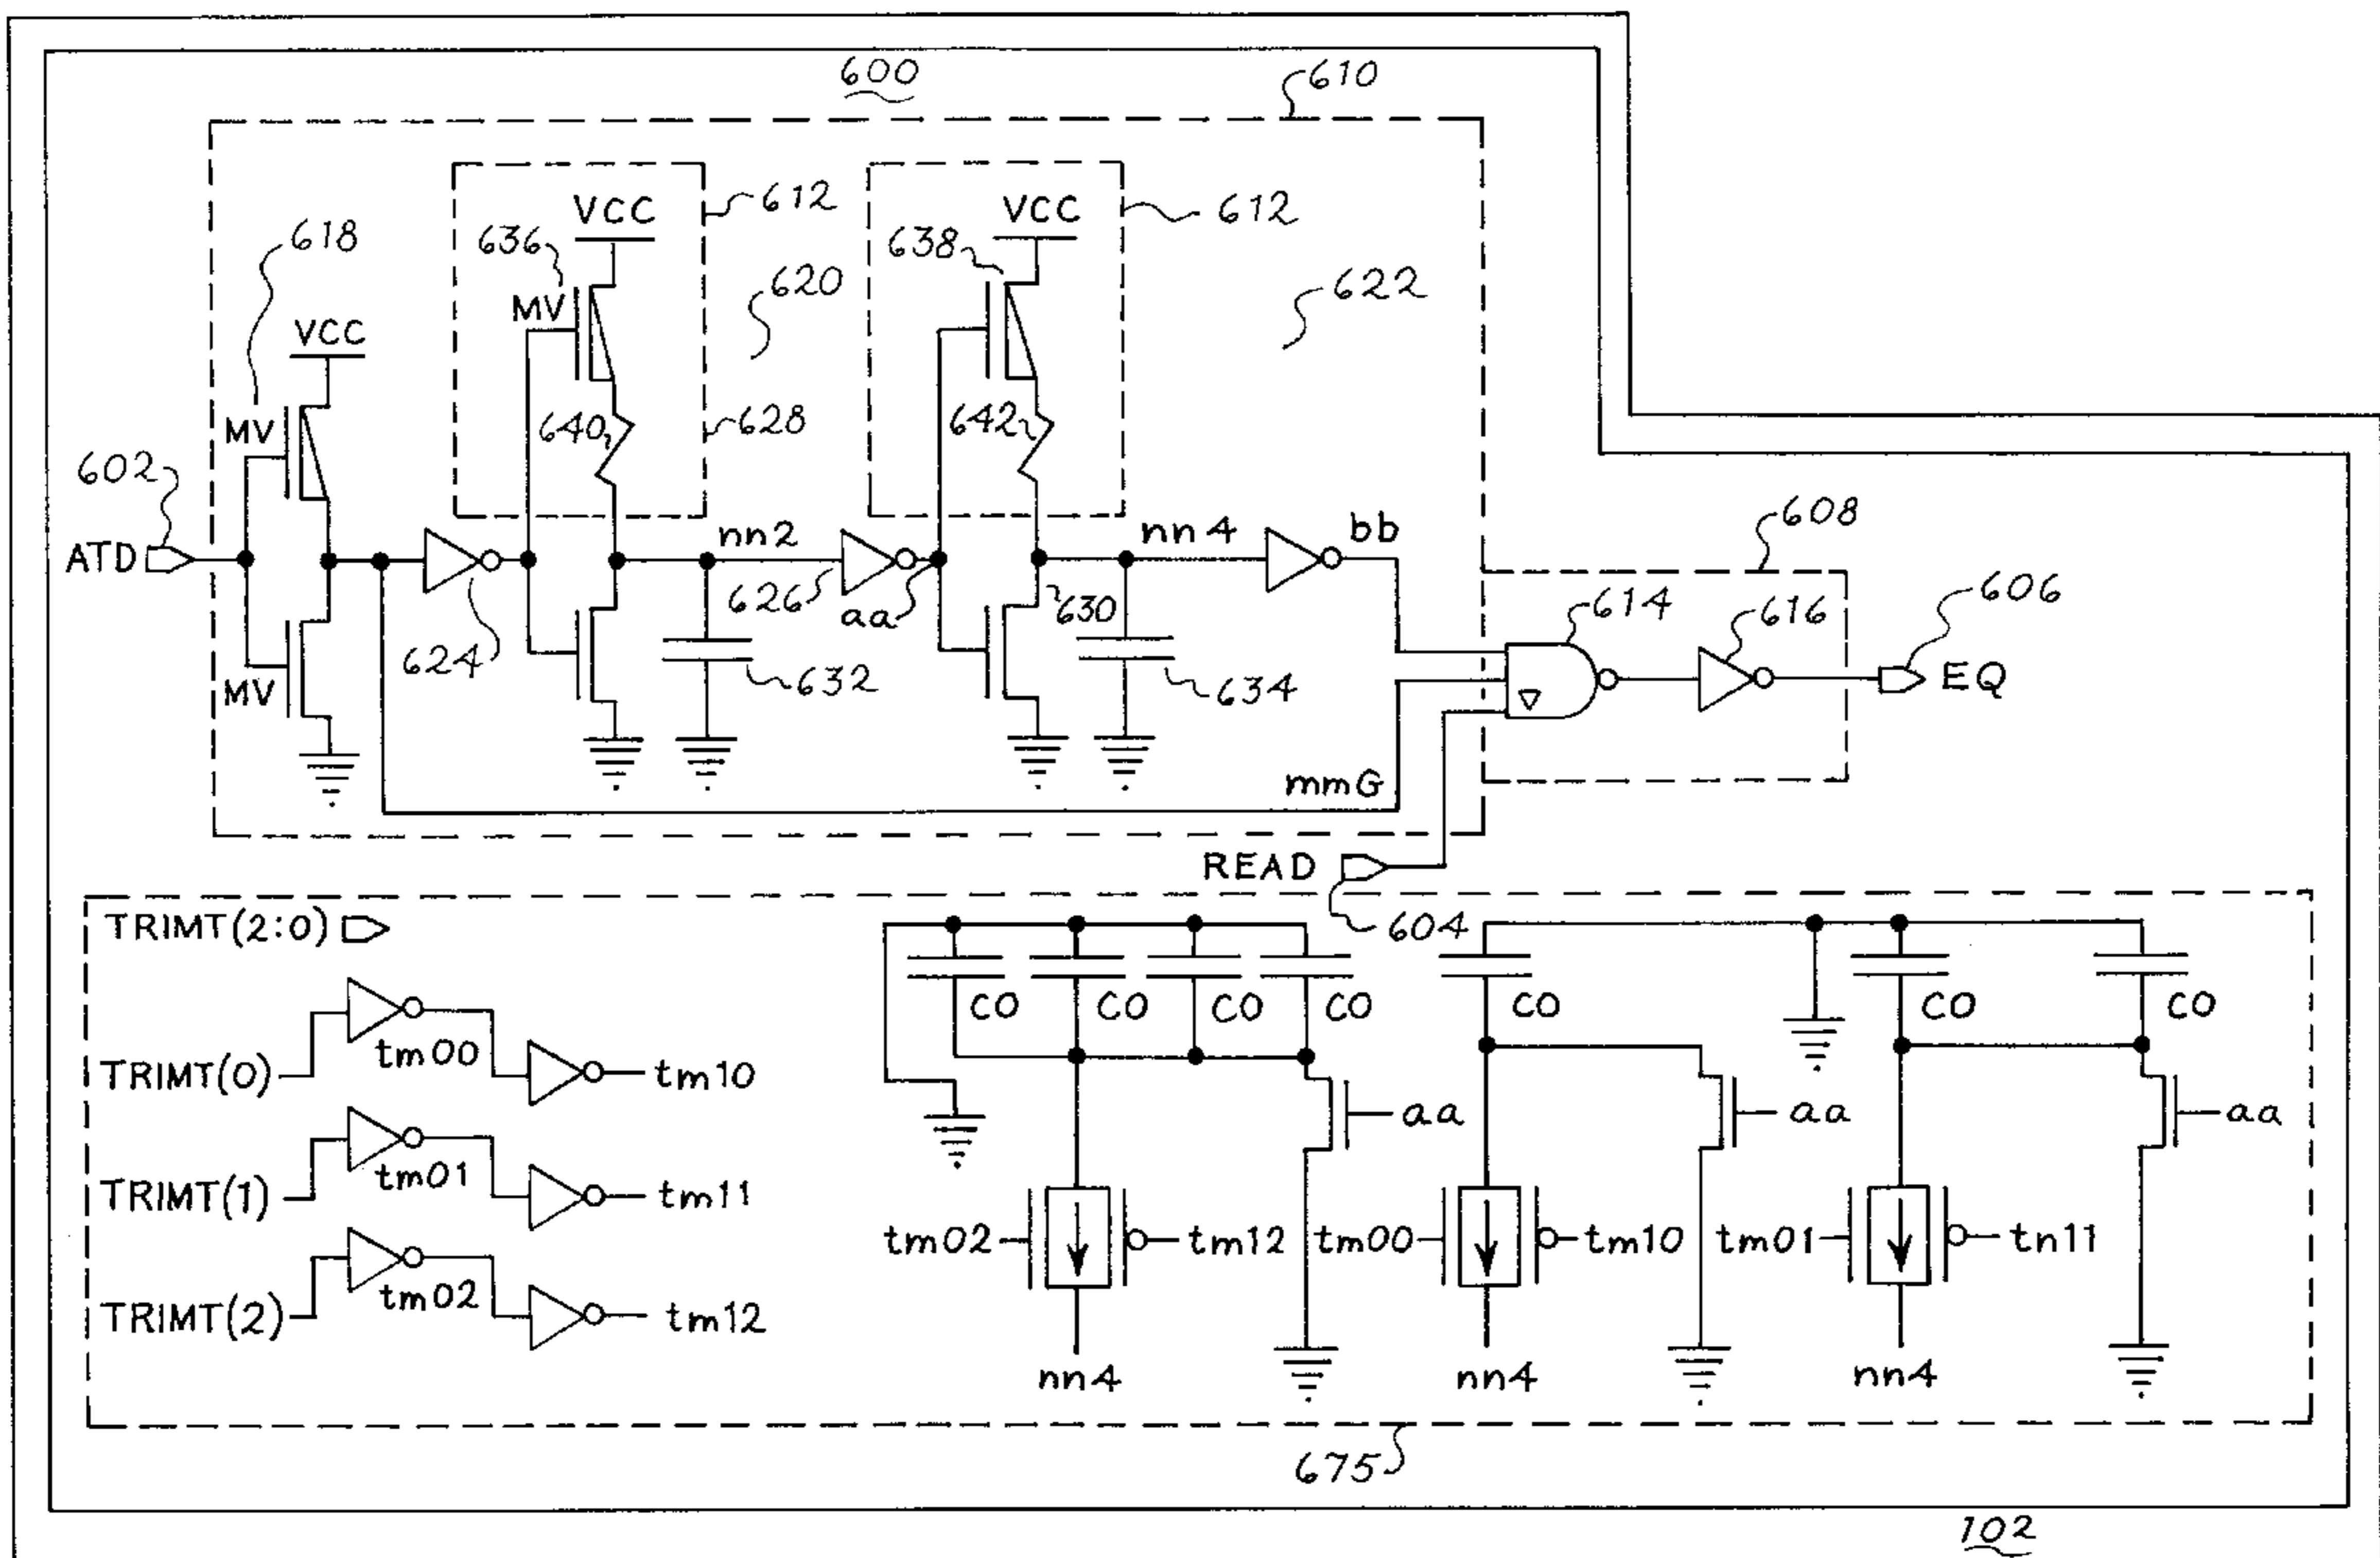 600
610
VCC
612
VCC
612
618
636
638
MV
620
622
VCC
MV
640
628
642
602
ATD
nn2
nn4
bb
608
626
aa
630
614
616
606
MV
624
632
634
EQ
mmG
READ
604
TRIMT(2:0)
CO CO CO CO CO CO CO
TRIMT(0) tm00 tm10
aa aa aa
TRIMT(1) tm01 tm11
tm02 tm12 tm00 tm10 tm01 tn11
TRIMT(2) tm02 tm12
nn4 nn4 nn4
675
102